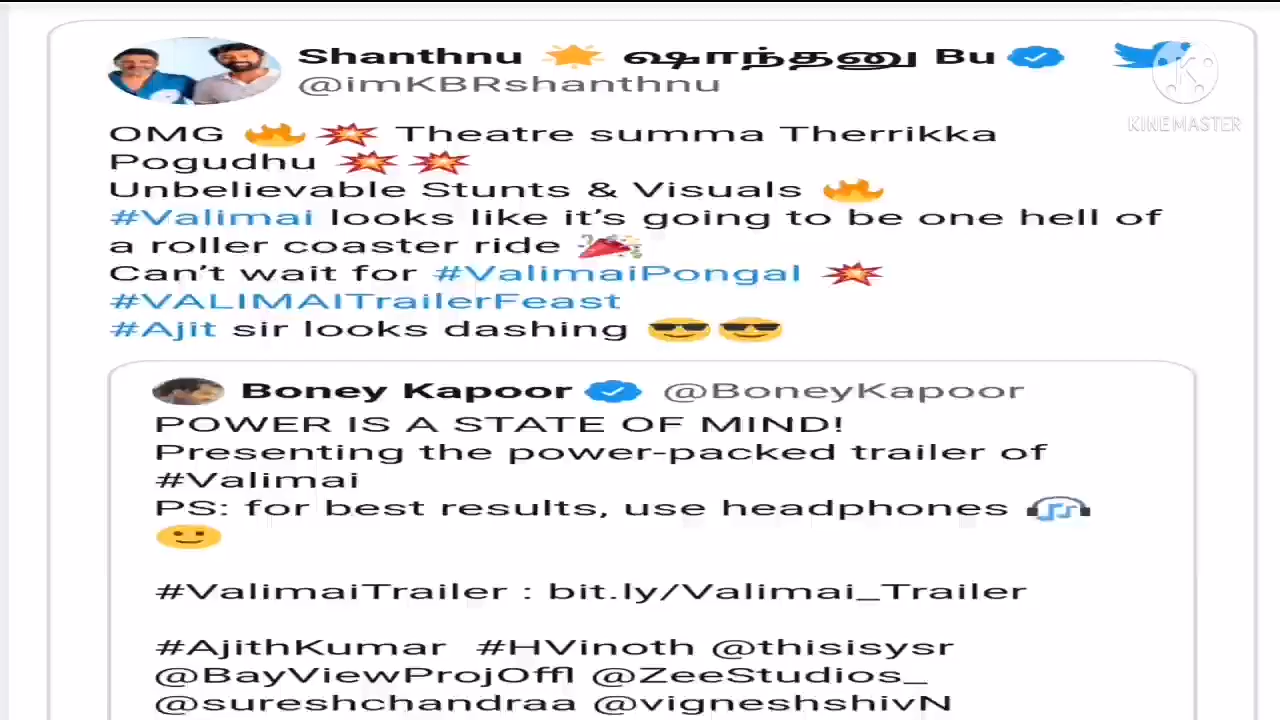 Shanthnu 🌟 ஷாந்தனு Bu
@imKBRshanthnu
KINEMASTER
OMG 🔥💥 Theatre summa Therrikka
Pogudhu 💥💥
Unbelievable Stunts & Visuals 🔥
#Valimai looks like it's going to be one hell of
a roller coaster ride 🎉
Can't wait for #ValimaiPongal 💥
#VALIMAITrailerFeast
#Ajit sir looks dashing 😎😎
Boney Kapoor @BoneyKapoor
POWER IS A STATE OF MIND!
Presenting the power-packed trailer of
#Valimai
PS: for best results, use headphones 🎧
🙂
#ValimaiTrailer : bit.ly/Valimai_Trailer
#AjithKumar #HVinoth @thisisysr
@BayViewProjOffl @ZeeStudios_
@sureshchandraa @vigneshshivN